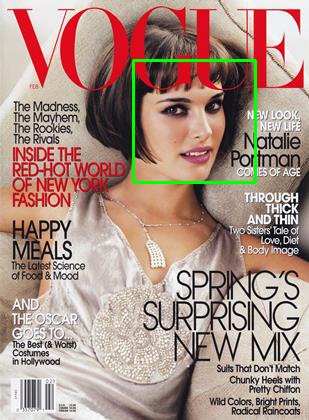 VOGUE
FEB
The Madness,
The Mayhem,
The Rookies,
The Rivals
INSIDE THE
RED-HOT WORLD
OF NEW YORK
FASHION
HAPPY
MEALS
The Latest Science
of Food & Mood
AND
THE OSCAR
GOES TO...
The Best (& Worst)
Costumes
in Hollywood
NEW LOOK,
NEW LIFE
Natalie
Portman
COMES OF AGE
THROUGH
THICK
AND THIN
Two Sisters' Tale of
Love, Diet
& Body Image
SPRING'S
SURPRISING
NEW MIX
Suits That Don't Match
Chunky Heels with
Pretty Chiffon
Wild Colors, Bright Prints,
Radical Raincoats